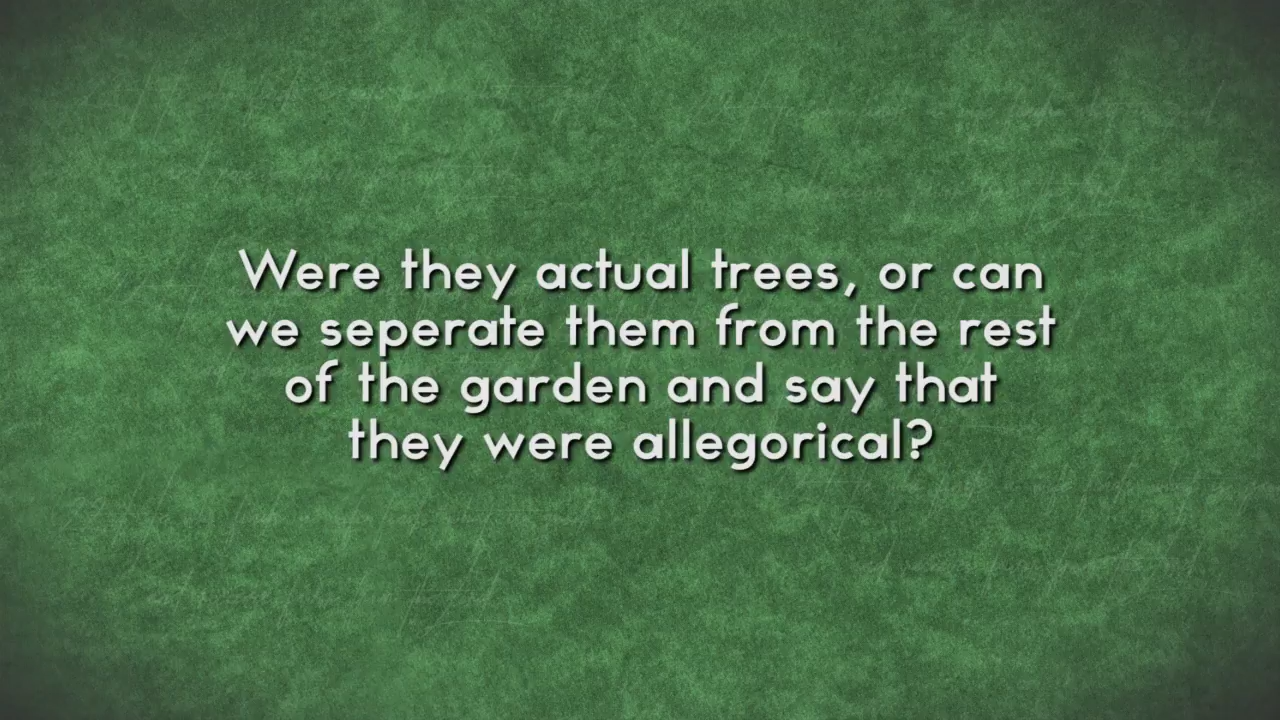 Were they actual trees, or can
we seperate them from the rest
of the garden and say that
they were allegorical?